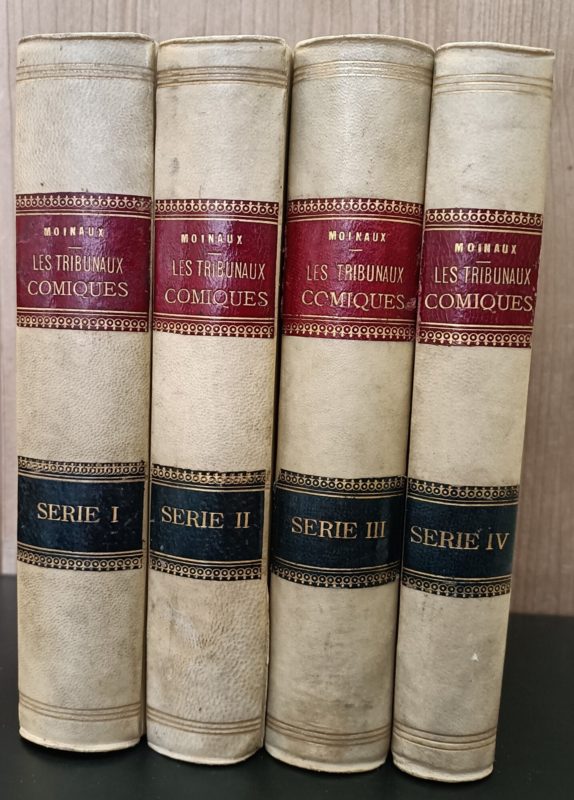 MOINAUX
LES TRIBUNAUX
COMIQUES
SERIE I
MOINAUX
LES TRIBUNAUX
COMIQUES
SERIE II
MOINAUX
LES TRIBUNAUX
COMIQUES
SERIE III
MOINAUX
LES TRIBUNAUX
COMIQUES
SERIE IV